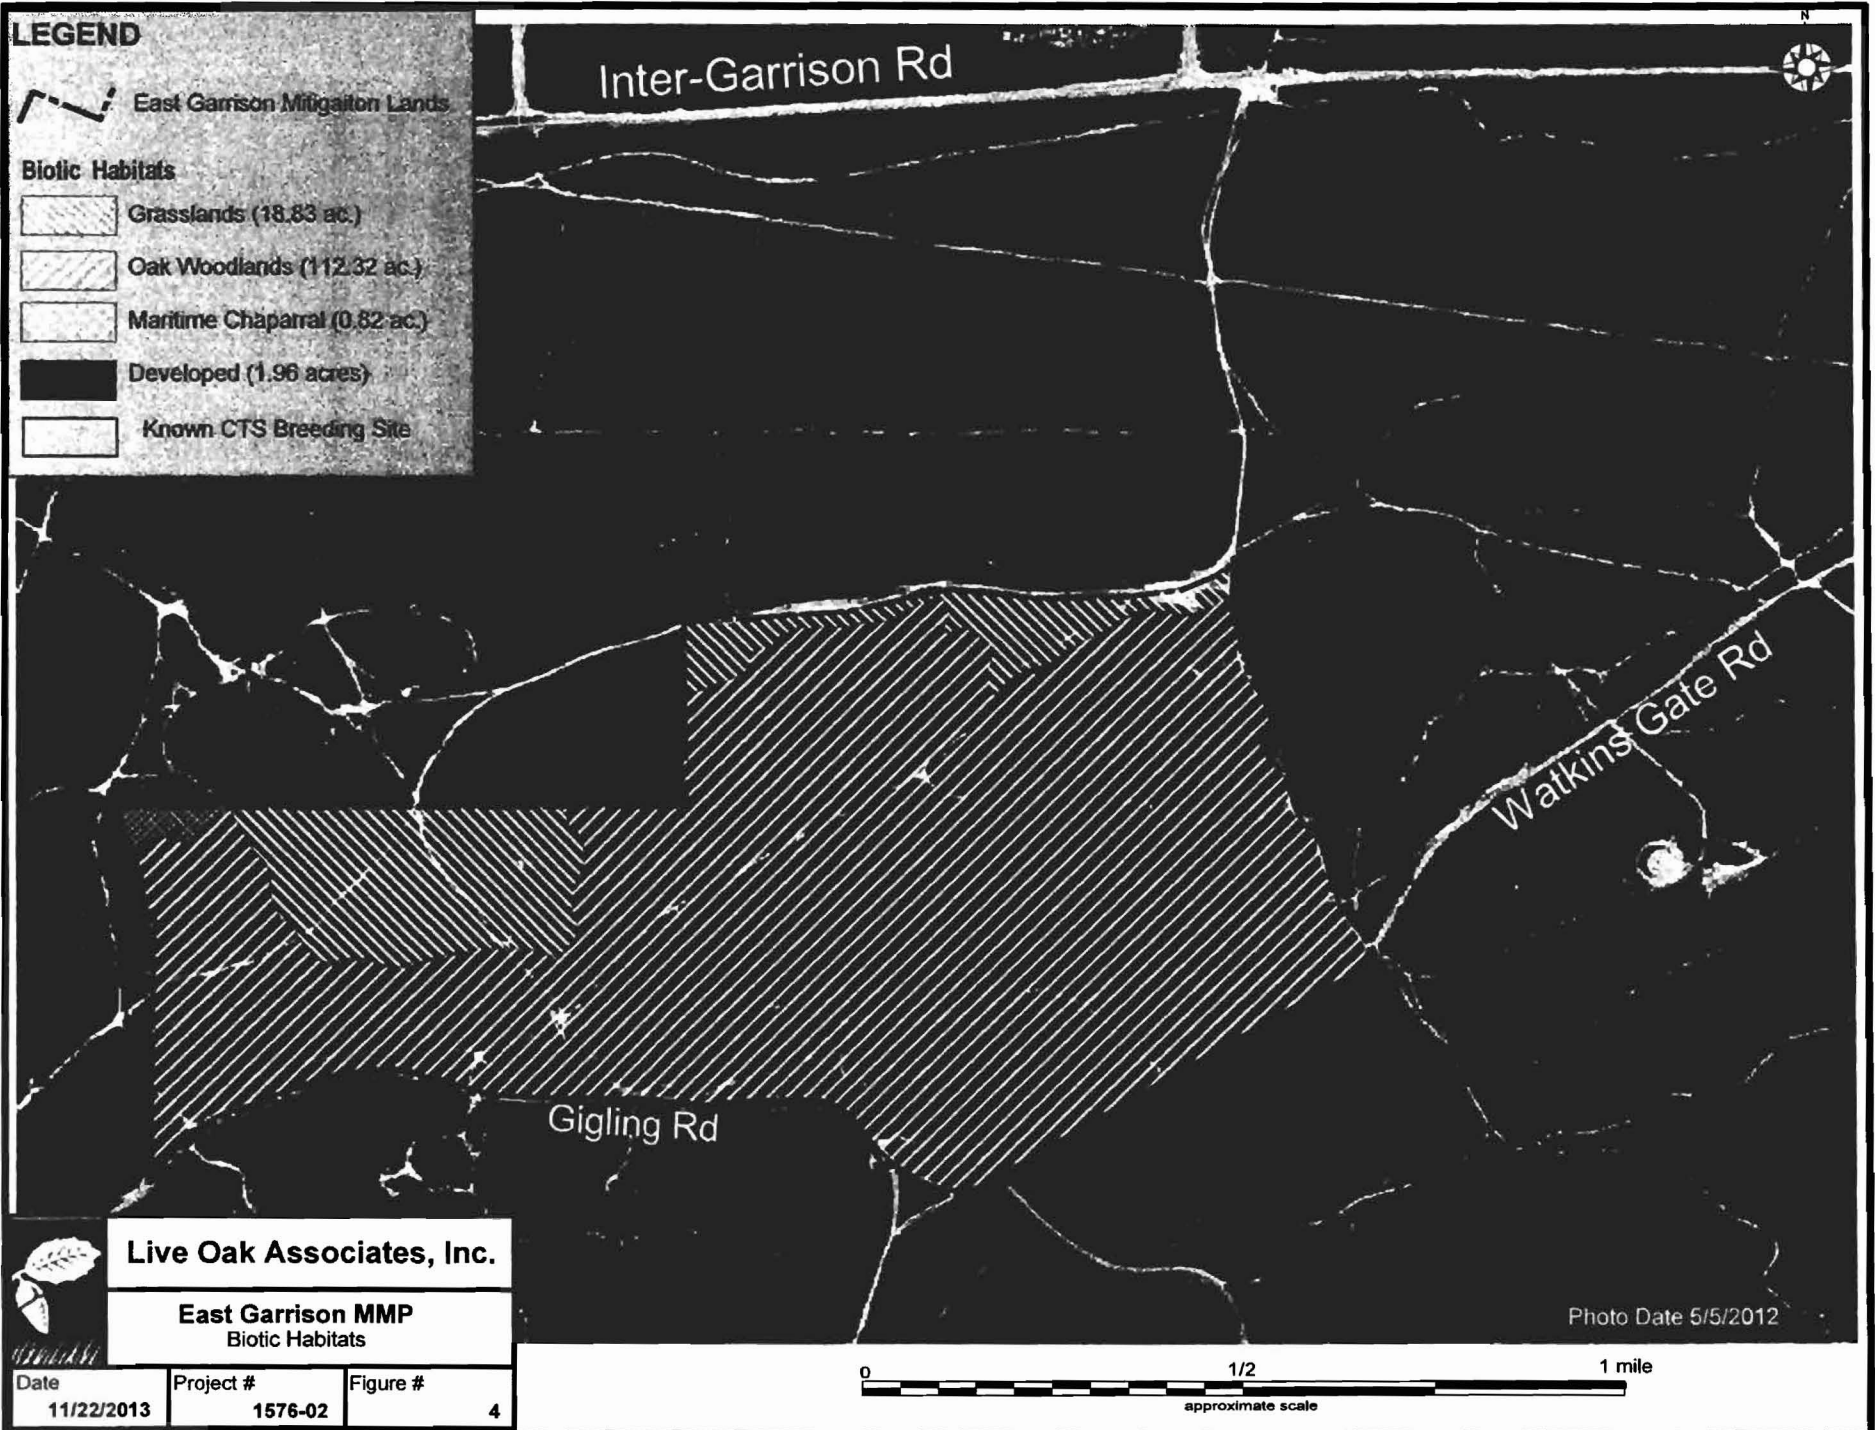 LEGEND
East Garrison Mitigaiton Lands
Biotic Habitats
Grasslands (18.83 ac.)
Oak Woodlands (112.32 ac.)
Maritime Chaparral (0.82 ac.)
Developed (1.96 acres)
Known CTS Breeding Site
N
Inter-Garrison Rd
Watkins Gate Rd
Gigling Rd
Photo Date 5/5/2012
Live Oak Associates, Inc.
East Garrison MMP
Biotic Habitats
Date
11/22/2013
Project #
1576-02
Figure #
4
0 1/2 1 mile
approximate scale